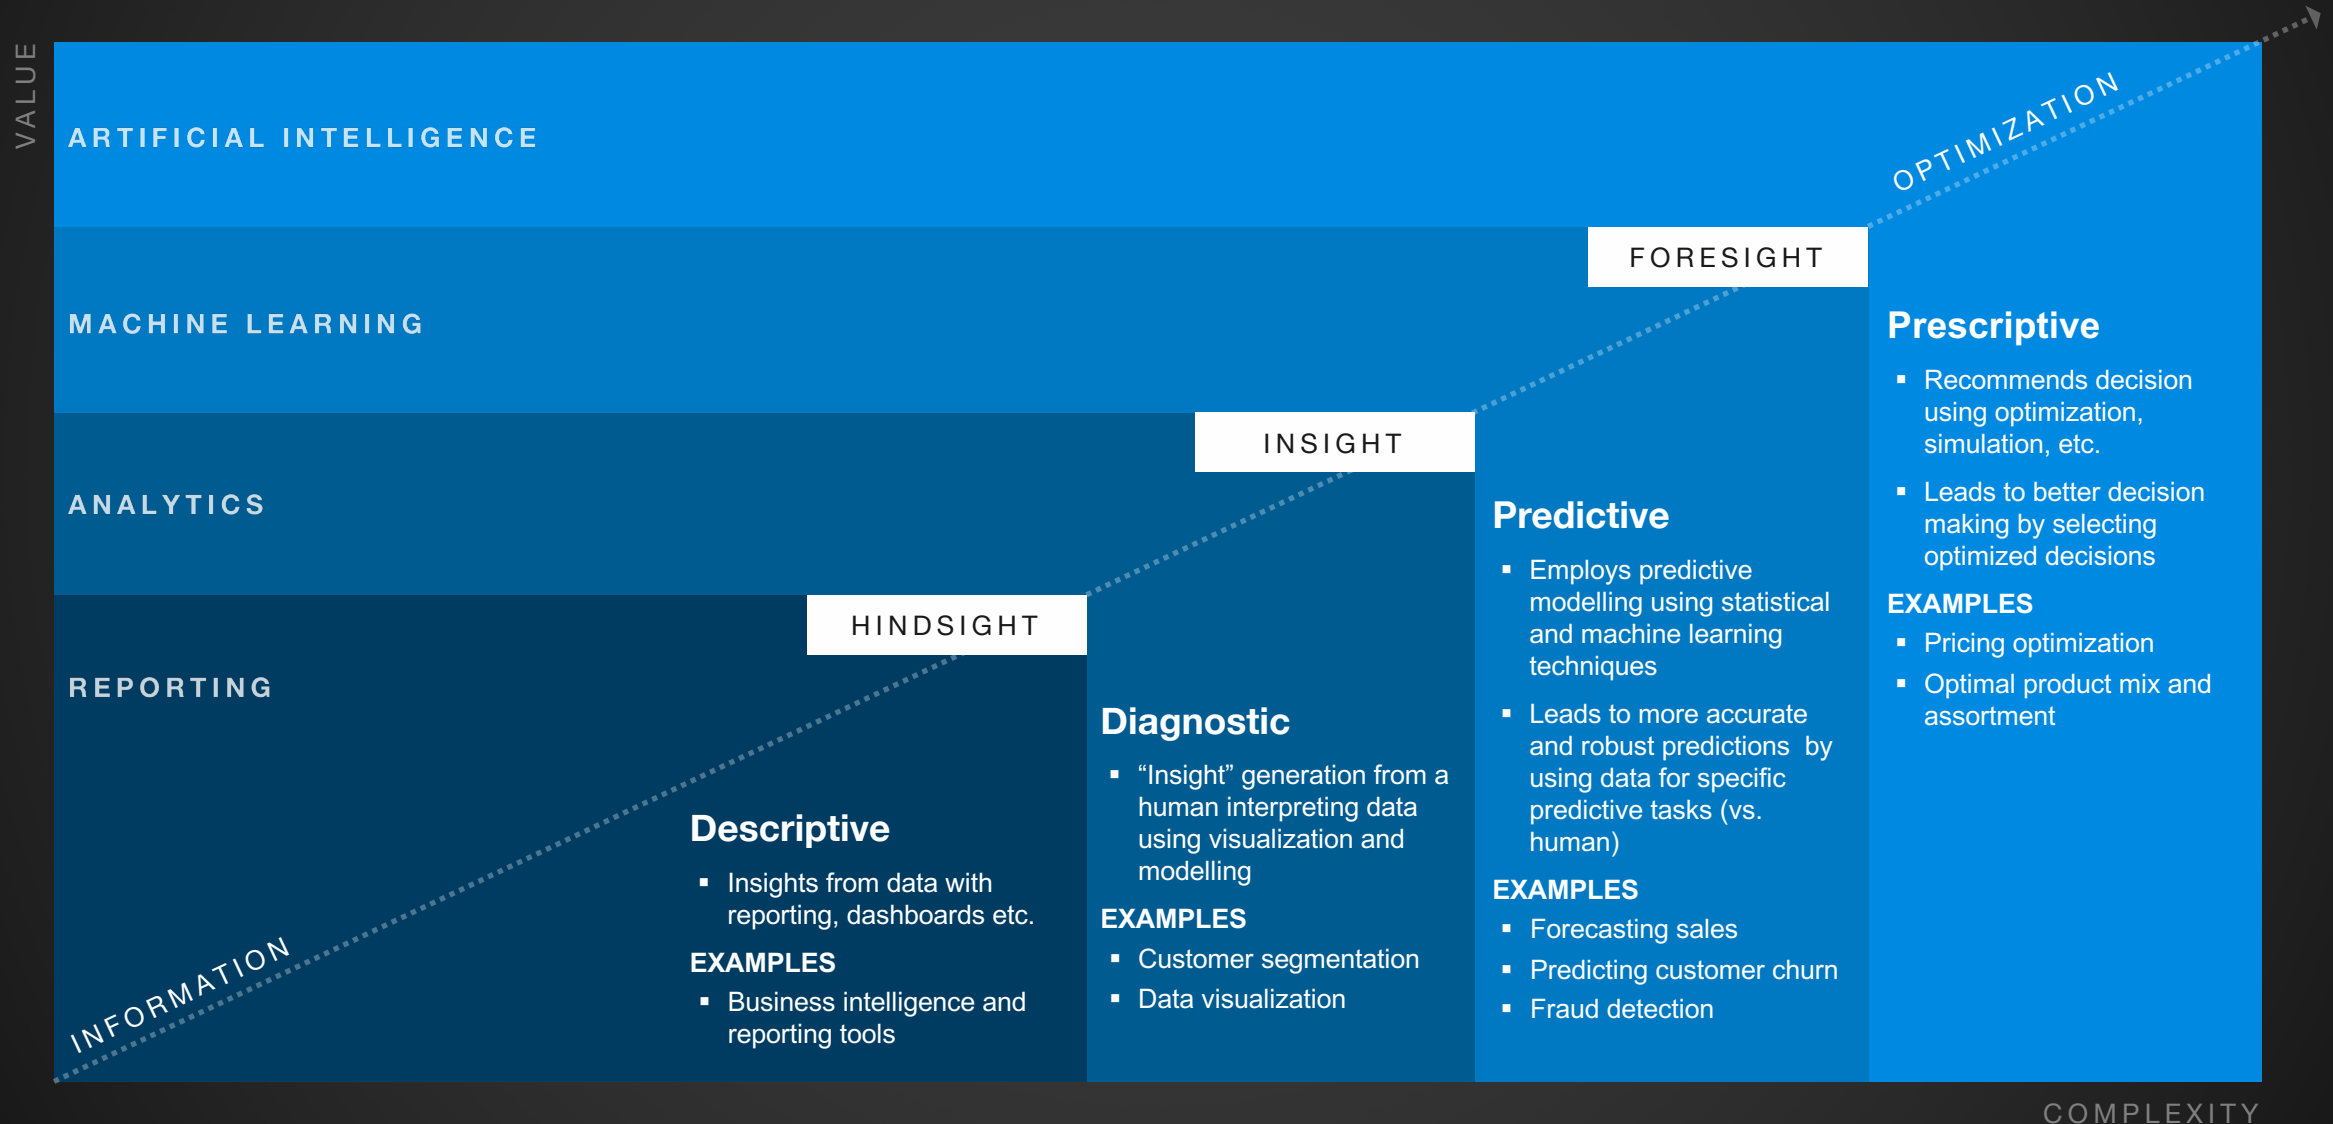 VALUE
ARTIFICIAL INTELLIGENCE
OPTIMIZATION
MACHINE LEARNING
FORESIGHT
ANALYTICS
INSIGHT
REPORTING
HINDSIGHT
INFORMATION
Descriptive
▪ Insights from data with
reporting, dashboards etc.
EXAMPLES
▪ Business intelligence and
reporting tools
Diagnostic
▪ “Insight” generation from a
human interpreting data
using visualization and
modelling
EXAMPLES
▪ Customer segmentation
▪ Data visualization
Predictive
▪ Employs predictive
modelling using statistical
and machine learning
techniques
▪ Leads to more accurate
and robust predictions  by
using data for specific
predictive tasks (vs.
human)
EXAMPLES
▪ Forecasting sales
▪ Predicting customer churn
▪ Fraud detection
Prescriptive
▪ Recommends decision
using optimization,
simulation, etc.
▪ Leads to better decision
making by selecting
optimized decisions
EXAMPLES
▪ Pricing optimization
▪ Optimal product mix and
assortment
COMPLEXITY